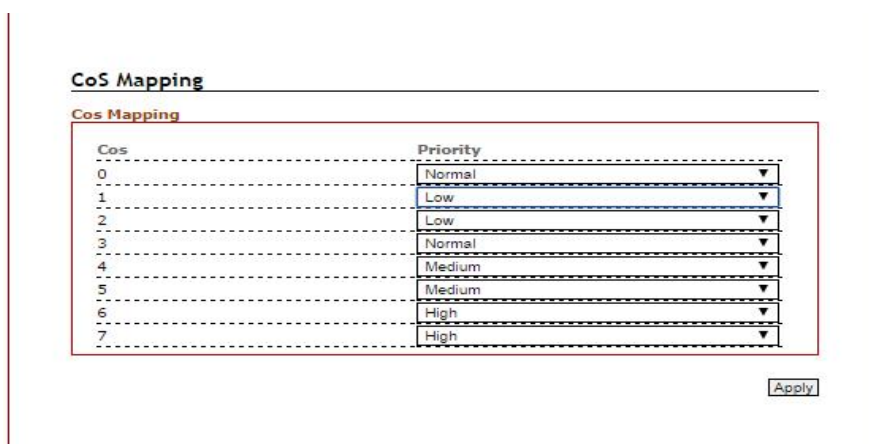 CoS Mapping
Cos Mapping
Cos Priority
0 Normal
1 Low
2 Low
3 Normal
4 Medium
5 Medium
6 High
7 High
Apply